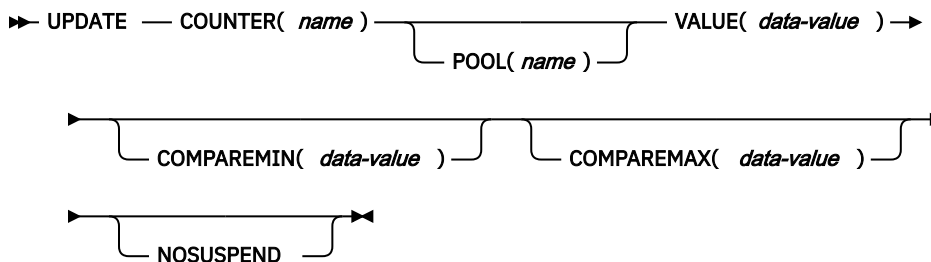 UPDATE COUNTER( name ) VALUE( data-value )
POOL( name )
COMPAREMIN( data-value ) COMPAREMAX( data-value )
NOSUSPEND